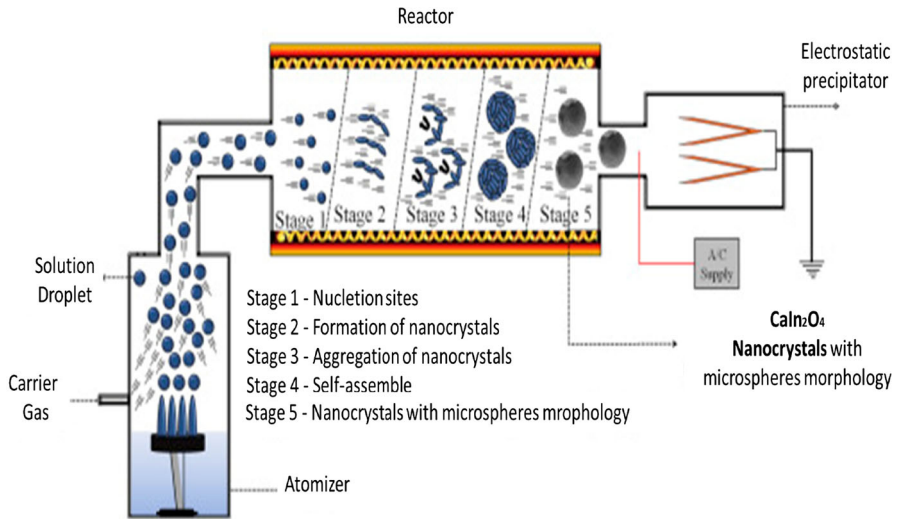 Reactor
Electrostatic
precipitator
Stage 1
Stage 2
Stage 3
Stage 4
Stage 5
A/C
Supply
Solution
Droplet
Stage 1 - Nucletion sites
Stage 2 - Formation of nanocrystals
Stage 3 - Aggregation of nanocrystals
Stage 4 - Self-assemble
Stage 5 - Nanocrystals with microspheres mrophology
CaIn₂O₄
Nanocrystals with
microspheres morphology
Carrier
Gas
Atomizer